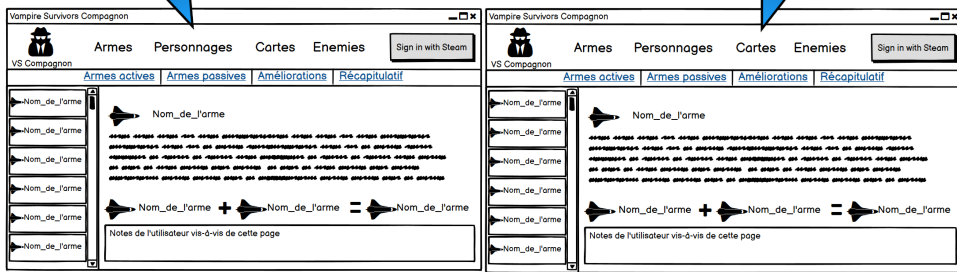 Vampire Survivors Compagnon
Armes Personnages Cartes Enemies Sign in with Steam
VS Compagnon
Armes actives Armes passives Améliorations Récapitulatif
Nom_de_l'arme
Nom_de_l'arme
Nom_de_l'arme
Nom_de_l'arme
Nom_de_l'arme
Nom_de_l'arme
Nom_de_l'arme
Nom_de_l'arme + Nom_de_l'arme = Nom_de_l'arme
Notes de l'utilisateur vis-à-vis de cette page
Vampire Survivors Compagnon
Armes Personnages Cartes Enemies Sign in with Steam
VS Compagnon
Armes actives Armes passives Améliorations Récapitulatif
Nom_de_l'arme
Nom_de_l'arme
Nom_de_l'arme
Nom_de_l'arme
Nom_de_l'arme
Nom_de_l'arme
Nom_de_l'arme
Nom_de_l'arme + Nom_de_l'arme = Nom_de_l'arme
Notes de l'utilisateur vis-à-vis de cette page